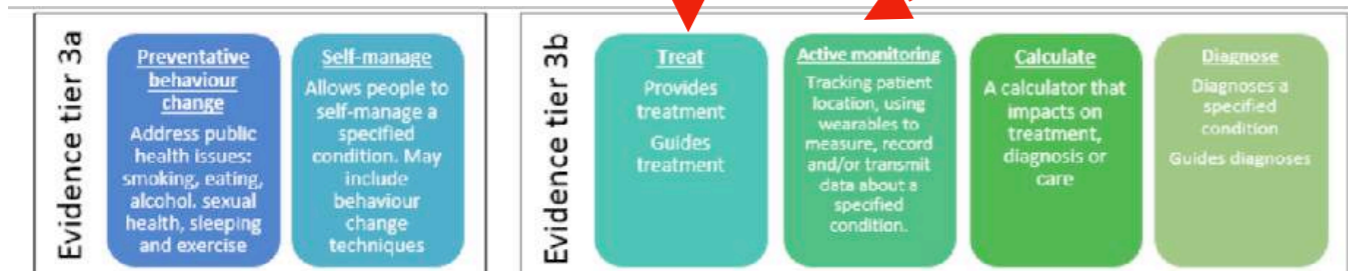 Evidence tier 3a
Preventative
behaviour
change
Address public
health issues:
smoking, eating,
alcohol. sexual
health, sleeping
and exercise
Self-manage
Allows people to
self-manage a
specified
condition. May
include
behaviour
change
techniques
Evidence tier 3b
Treat
Provides
treatment
Guides
treatment
Active monitoring
Tracking patient
location, using
wearables to
measure, record
and/or transmit
data about a
specified
condition.
Calculate
A calculator that
impacts on
treatment,
diagnosis or
care
Diagnose
Diagnoses a
specified
condition
Guides diagnoses